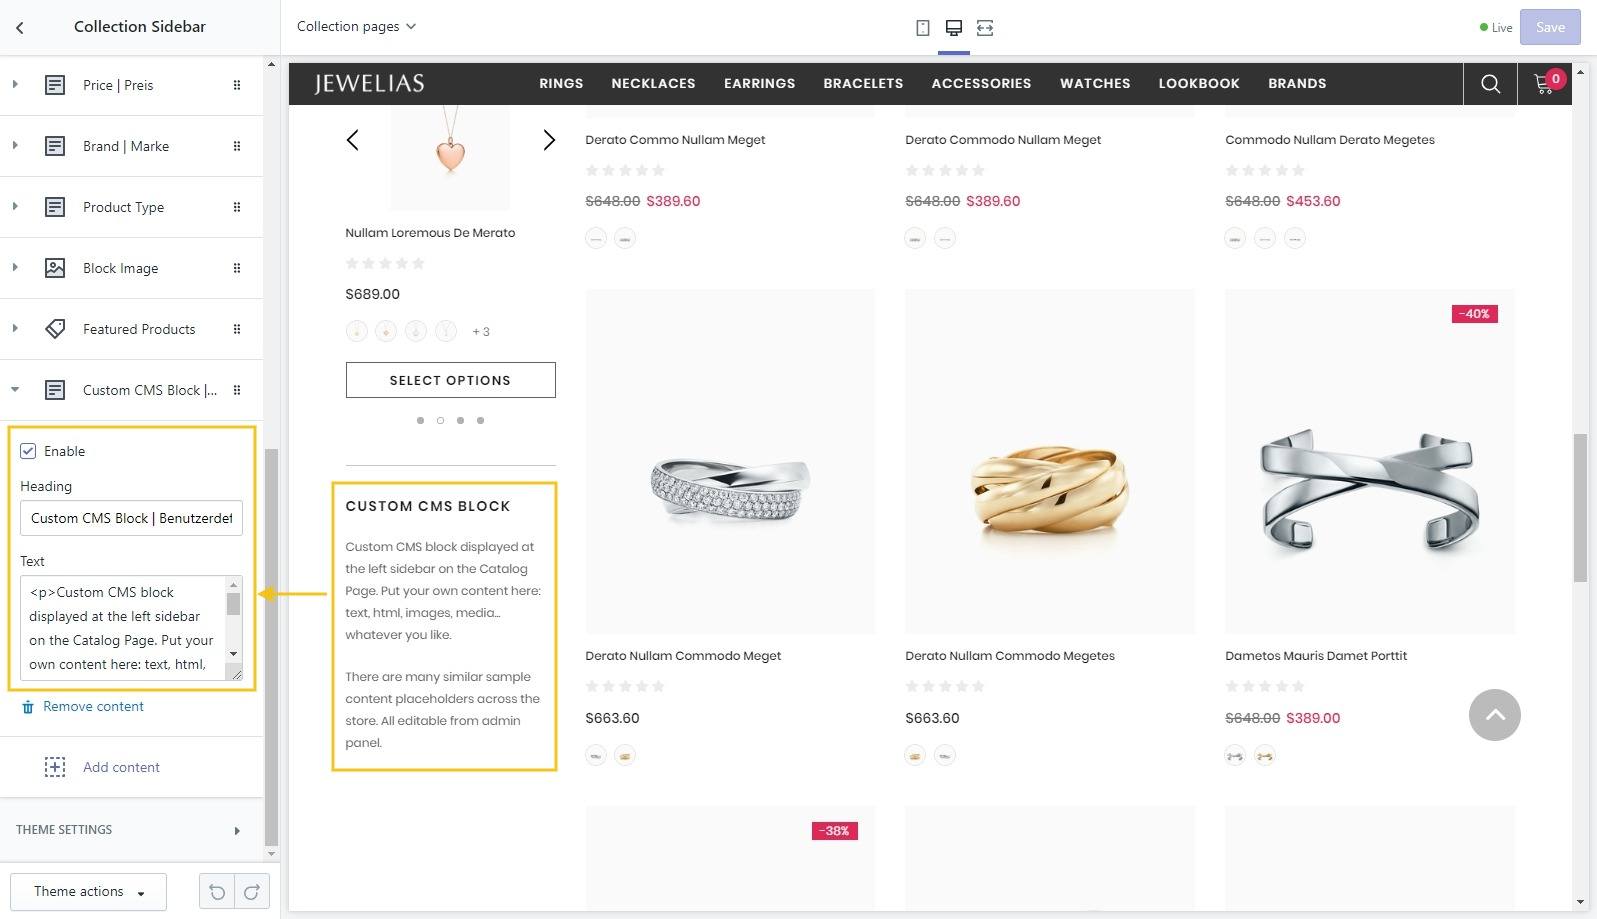 Collection Sidebar
Price | Preis
Brand | Marke
Product Type
Block Image
Featured Products
Custom CMS Block |...
Enable
Heading
Custom CMS Block | Benutzerdef
Text
<p>Custom CMS block
displayed at the left sidebar
on the Catalog Page. Put your
own content here: text, html,
Remove content
Add content
THEME SETTINGS
Theme actions
Collection pages
Live
Save
JEWELIAS
RINGS NECKLACES EARRINGS BRACELETS ACCESSORIES WATCHES LOOKBOOK BRANDS
0
Nullam Loremous De Merato
$689.00
+ 3
SELECT OPTIONS
CUSTOM CMS BLOCK
Custom CMS block displayed at
the left sidebar on the Catalog
Page. Put your own content here:
text, html, images, media...
whatever you like.
There are many similar sample
content placeholders across the
store. All editable from admin
panel.
Derato Commo Nullam Meget
$648.00 $389.60
Derato Commodo Nullam Meget
$648.00 $389.60
Commodo Nullam Derato Megetes
$648.00 $453.60
Derato Nullam Commodo Meget
$663.60
Derato Nullam Commodo Megetes
$663.60
-40%
Dametos Mauris Damet Porttit
$648.00 $389.00
-38%